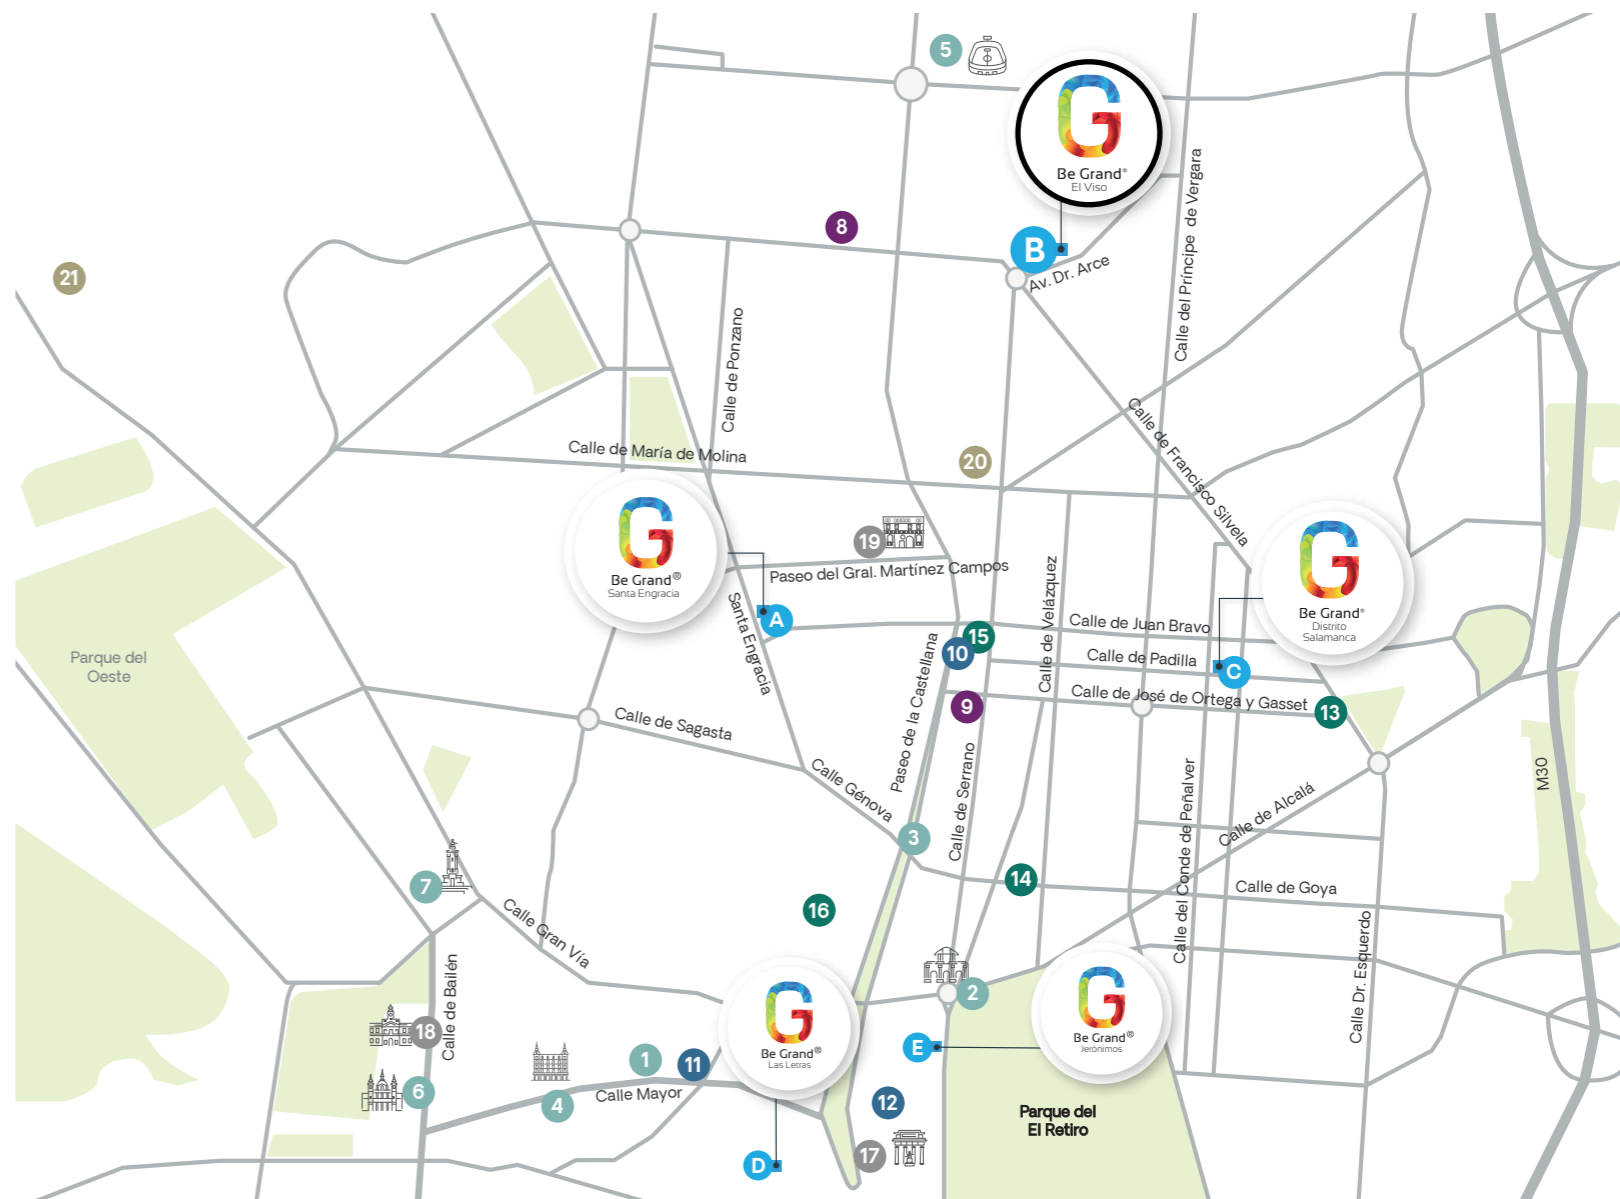 5
Be Grand®
El Viso
8
B
Av. Dr. Arce
21
Calle del Príncipe de Vergara
Calle de Ponzano
Calle de Francisco Silvela
Calle de María de Molina
20
Be Grand®
Santa Engracia
19
Paseo del Gral. Martínez Campos
Be Grand®
Distrito
Salamanca
A
Santa Engracia
Calle de Velázquez
Calle de Juan Bravo
15
10
Calle de Padilla
C
Parque del
Oeste
Paseo de la Castellana
9
Calle de José de Ortega y Gasset
13
Calle de Sagasta
Calle Génova
Calle de Serrano
M30
Calle del Conde de Peñalver
Calle de Alcalá
3
7
14
Calle de Goya
16
Calle Gran Vía
Calle Dr. Esquerdo
Calle de Bailén
2
18
Be Grand®
Las Letras
E
Be Grand®
Jerónimos
1
11
6
4
Calle Mayor
12
Parque del
El Retiro
17
D